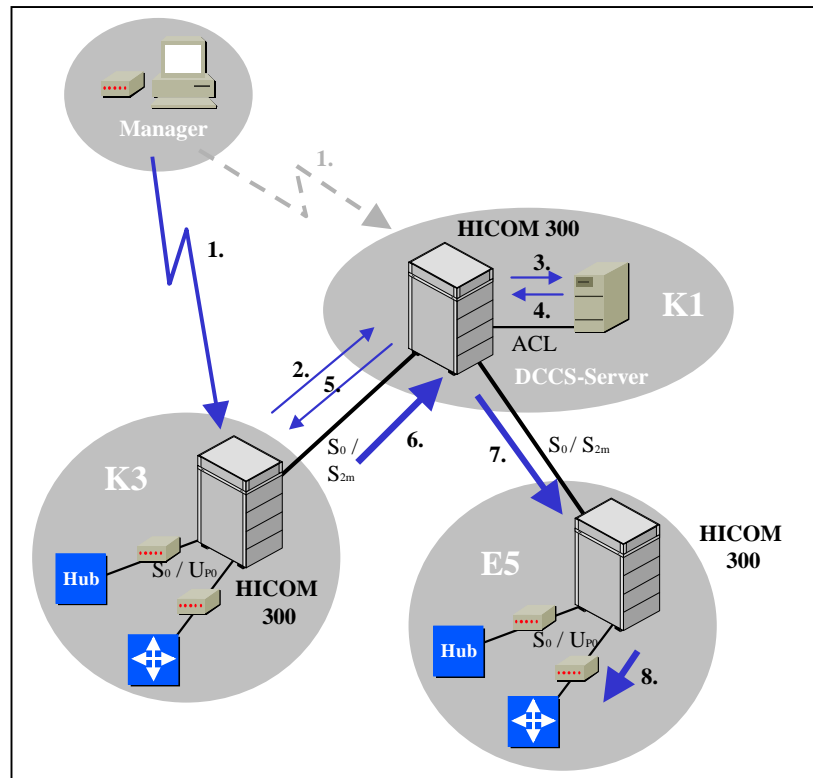 Manager
1.
1.
HICOM 300
3.
4.
K1
ACL
DCCS-Server
2.
5.
S0 /
S2m
6.
7.
S0 / S2m
K3
Hub
S0 / UP0
HICOM
300
E5
HICOM
300
Hub
S0 / UP0
8.